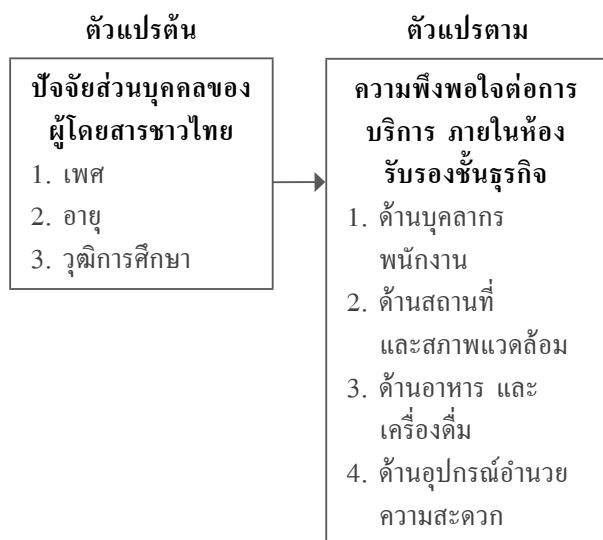 ตัวแปรต้น
ปัจจัยส่วนบุคคลของ
ผู้โดยสารชาวไทย
1. เพศ
2. อายุ
3. วุฒิการศึกษา
ตัวแปรตาม
ความพึงพอใจต่อการ
บริการ ภายในห้อง
รับรองชั้นธุรกิจ
1. ด้านบุคลากร
พนักงาน
2. ด้านสถานที่
และสภาพแวดล้อม
3. ด้านอาหาร และ
เครื่องดื่ม
4. ด้านอุปกรณ์อำนวย
ความสะดวก